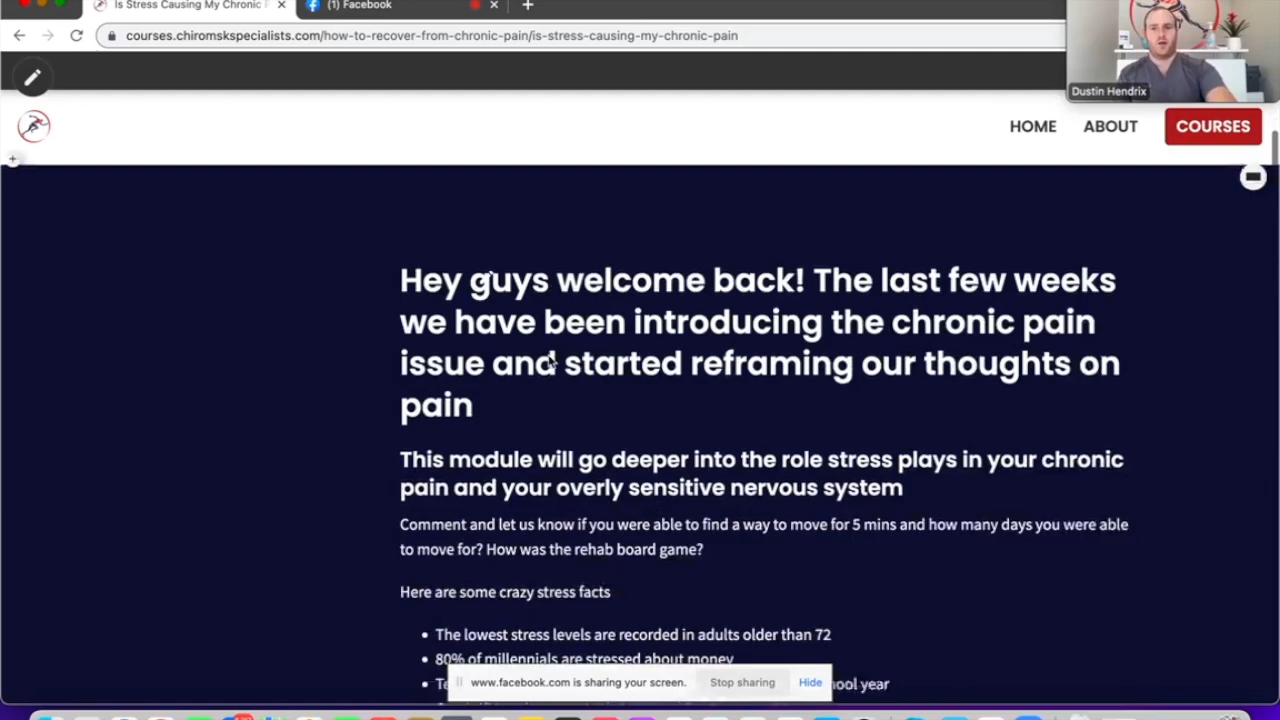 Is Stress Causing My Chronic
(1) Facebook
courses.chiromskspecialists.com/how-to-recover-from-chronic-pain/is-stress-causing-my-chronic-pain
Dustin Hendrix
HOME ABOUT COURSES
Hey guys welcome back! The last few weeks
we have been introducing the chronic pain
issue and started reframing our thoughts on
pain
This module will go deeper into the role stress plays in your chronic
pain and your overly sensitive nervous system
Comment and let us know if you were able to find a way to move for 5 mins and how many days you were able
to move for? How was the rehab board game?
Here are some crazy stress facts
• The lowest stress levels are recorded in adults older than 72
• 80% of millennials are stressed about money
ool year
www.facebook.com is sharing your screen. Stop sharing Hide